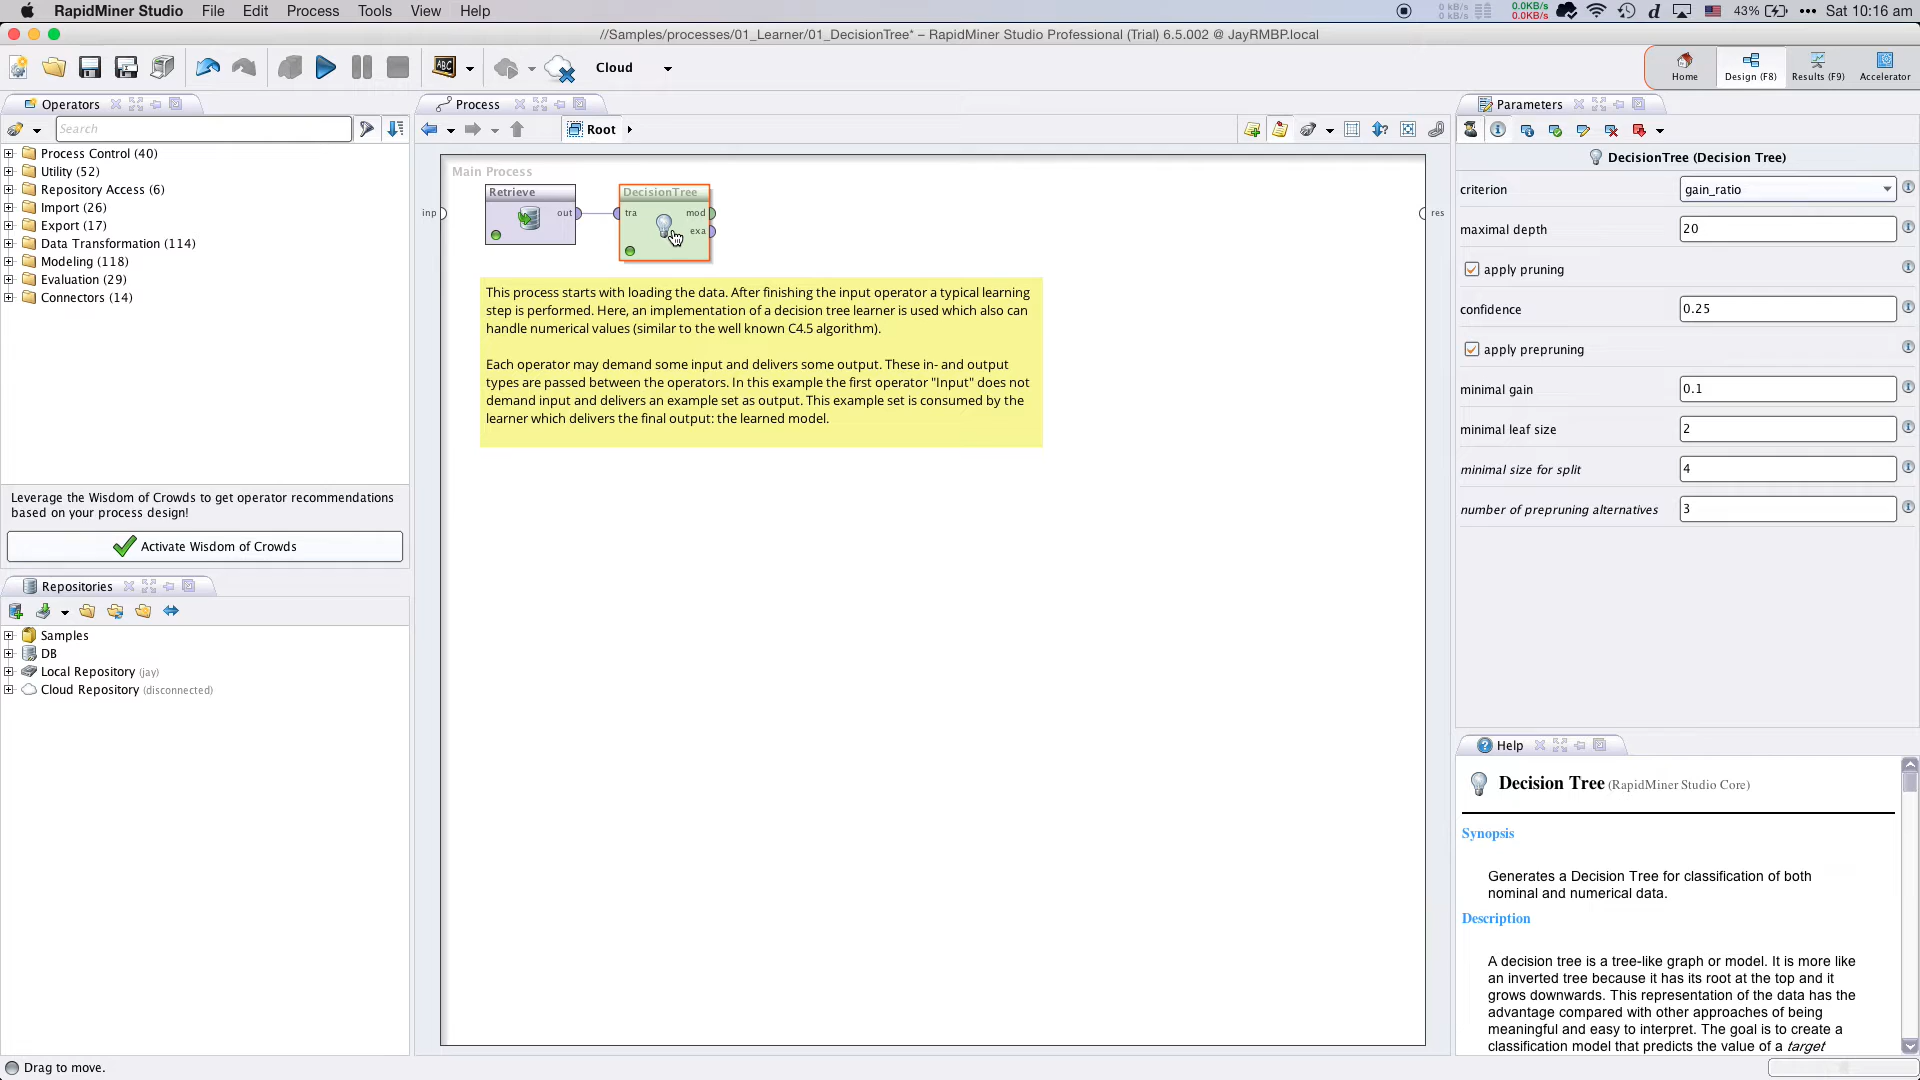 RapidMiner Studio File Edit Process Tools View Help
0 kB/s
0 kB/s
0.0KB/s
0.0KB/s
d
43%
Sat 10:16 am
//Samples/processes/01_Learner/01_DecisionTree* – RapidMiner Studio Professional (Trial) 6.5.002 @ JayRMBP.local
ABC
Cloud
Home
Design (F8)
Results (F9)
Accelerator
Operators
Search
Process Control (40)
Utility (52)
Repository Access (6)
Import (26)
Export (17)
Data Transformation (114)
Modeling (118)
Evaluation (29)
Connectors (14)
Leverage the Wisdom of Crowds to get operator recommendations
based on your process design!
Activate Wisdom of Crowds
Repositories
Samples
DB
Local Repository (jay)
Cloud Repository (disconnected)
Process
Root
Main Process
inp
Retrieve
out
DecisionTree
tra
mod
exa
res
This process starts with loading the data. After finishing the input operator a typical learning
step is performed. Here, an implementation of a decision tree learner is used which also can
handle numerical values (similar to the well known C4.5 algorithm).
Each operator may demand some input and delivers some output. These in- and output
types are passed between the operators. In this example the first operator "Input" does not
demand input and delivers an example set as output. This example set is consumed by the
learner which delivers the final output: the learned model.
Parameters
DecisionTree (Decision Tree)
criterion gain_ratio
maximal depth 20
apply pruning
confidence 0.25
apply prepruning
minimal gain 0.1
minimal leaf size 2
minimal size for split 4
number of prepruning alternatives 3
Help
Decision Tree (RapidMiner Studio Core)
Synopsis
Generates a Decision Tree for classification of both
nominal and numerical data.
Description
A decision tree is a tree-like graph or model. It is more like
an inverted tree because it has its root at the top and it
grows downwards. This representation of the data has the
advantage compared with other approaches of being
meaningful and easy to interpret. The goal is to create a
classification model that predicts the value of a target
Drag to move.